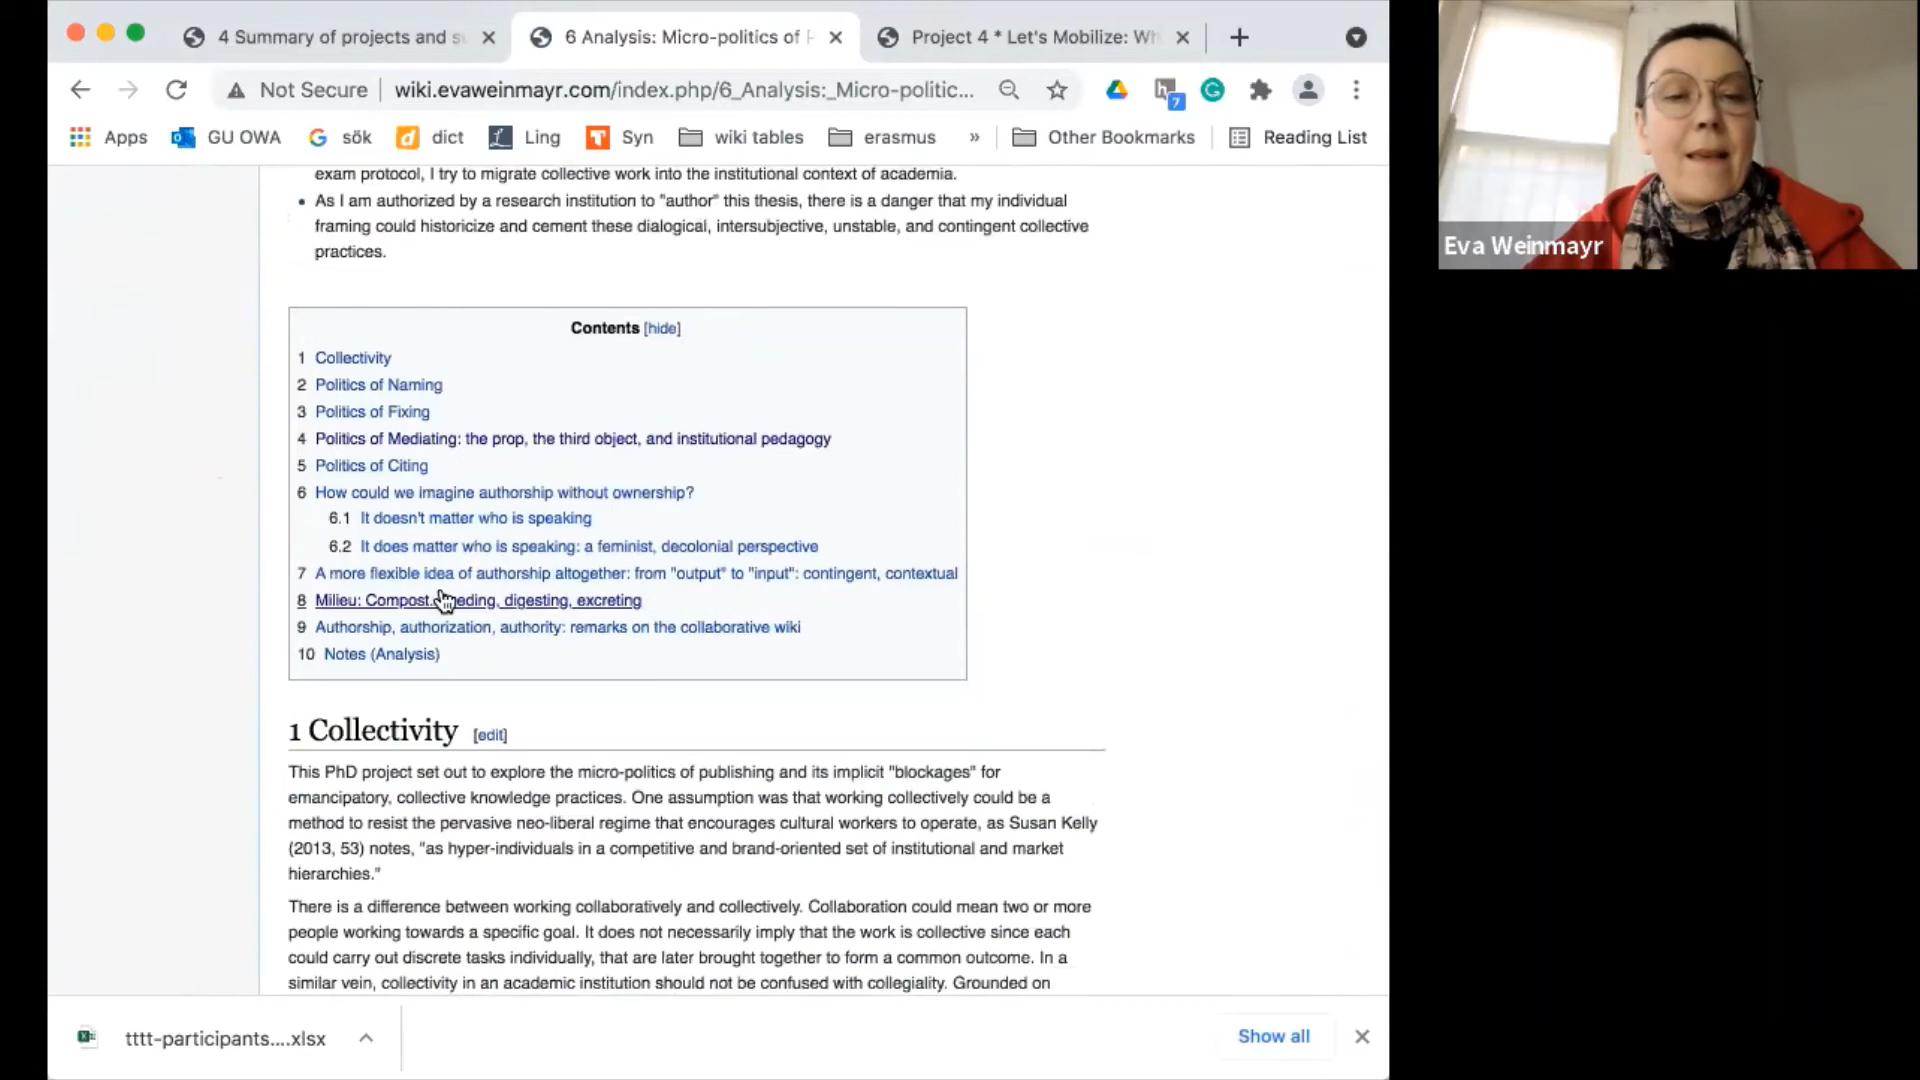 4 Summary of projects and su
6 Analysis: Micro-politics of P
Project 4 * Let's Mobilize: Wh
Not Secure
wiki.evaweinmayr.com/index.php/6_Analysis:_Micro-politic...
7
Apps
GU OWA
sök
dict
Ling
Syn
wiki tables
erasmus
»
Other Bookmarks
Reading List
exam protocol, I try to migrate collective work into the institutional context of academia.
As I am authorized by a research institution to "author" this thesis, there is a danger that my individual
framing could historicize and cement these dialogical, intersubjective, unstable, and contingent collective
practices.
Contents [hide]
1 Collectivity
2 Politics of Naming
3 Politics of Fixing
4 Politics of Mediating: the prop, the third object, and institutional pedagogy
5 Politics of Citing
6 How could we imagine authorship without ownership?
6.1 It doesn't matter who is speaking
6.2 It does matter who is speaking: a feminist, decolonial perspective
7 A more flexible idea of authorship altogether: from "output" to "input": contingent, contextual
8 Milieu: Compost. digesting, excreting
9 Authorship, authorization, authority: remarks on the collaborative wiki
10 Notes (Analysis)
1 Collectivity [edit]
This PhD project set out to explore the micro-politics of publishing and its implicit "blockages" for
emancipatory, collective knowledge practices. One assumption was that working collectively could be a
method to resist the pervasive neo-liberal regime that encourages cultural workers to operate, as Susan Kelly
(2013, 53) notes, "as hyper-individuals in a competitive and brand-oriented set of institutional and market
hierarchies."
There is a difference between working collaboratively and collectively. Collaboration could mean two or more
people working towards a specific goal. It does not necessarily imply that the work is collective since each
could carry out discrete tasks individually, that are later brought together to form a common outcome. In a
similar vein, collectivity in an academic institution should not be confused with collegiality. Grounded on
tttt-participants....xlsx
Show all
Eva Weinmayr